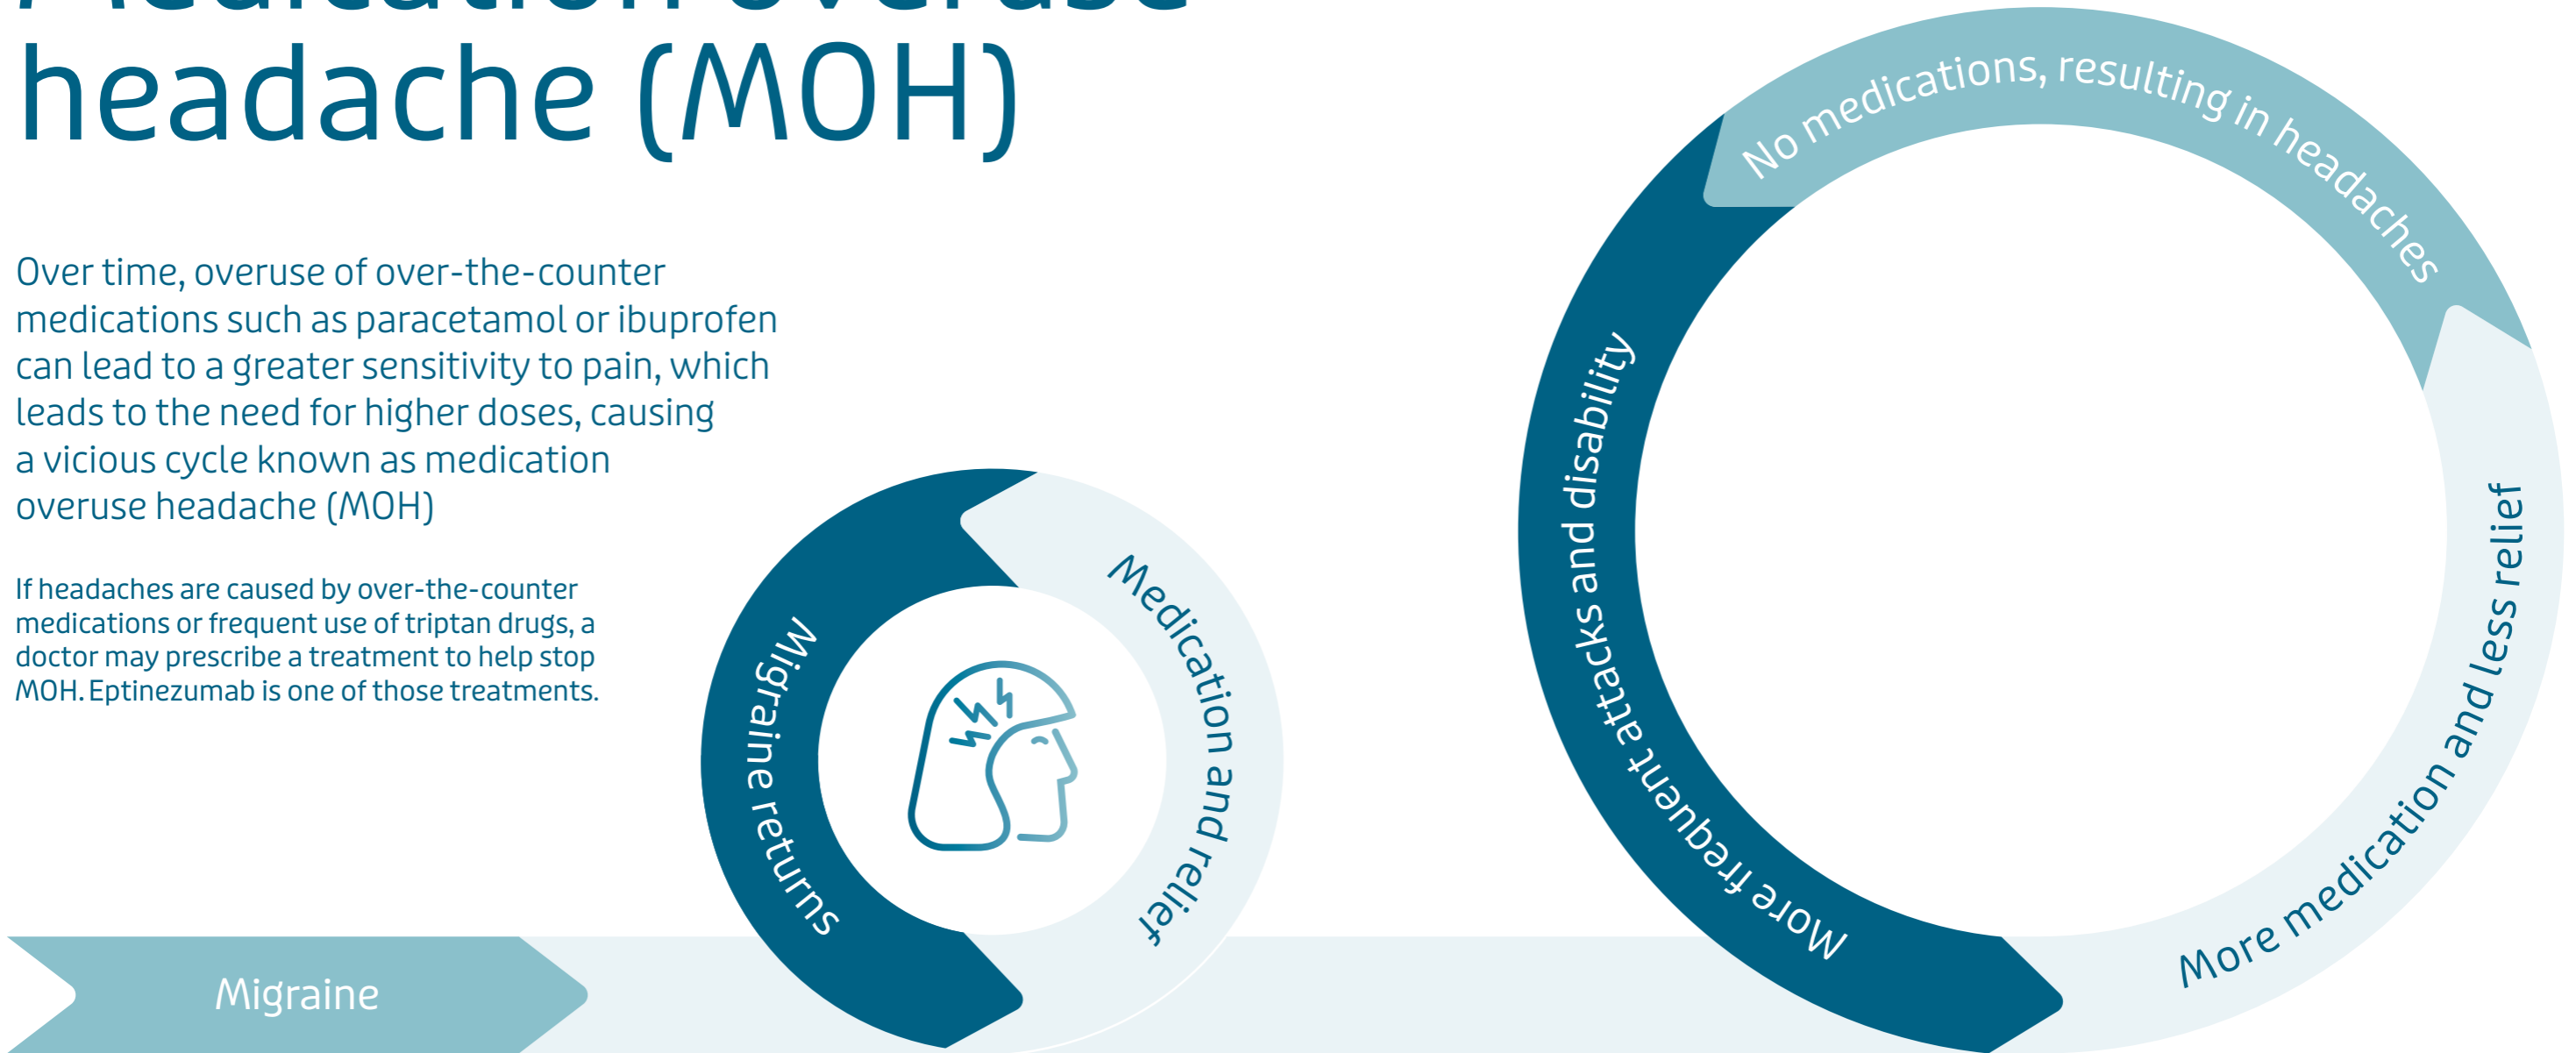 Medication overuse
headache (MOH)
Over time, overuse of over-the-counter
medications such as paracetamol or ibuprofen
can lead to a greater sensitivity to pain, which
leads to the need for higher doses, causing
a vicious cycle known as medication
overuse headache (MOH)
If headaches are caused by over-the-counter
medications or frequent use of triptan drugs, a
doctor may prescribe a treatment to help stop
MOH. Eptinezumab is one of those treatments.
Migraine
Migraine returns
Medication and relief
More frequent attacks and disability
More medication and less relief
No medications, resulting in headaches